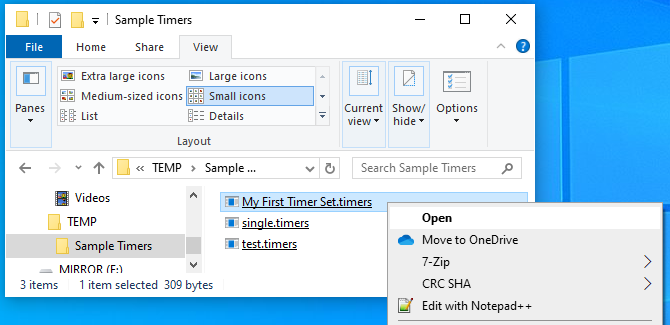 Sample Timers
File Home Share View
Panes
Extra large icons Large icons
Medium-sized icons Small icons
List Details
Current view
Show/ hide
Options
Layout
TEMP Sample ... Search Sample Timers
Videos
TEMP
Sample Timers
MIRROR (F:)
My First Timer Set.timers
single.timers
test.timers
3 items 1 item selected 309 bytes
Open
Move to OneDrive
7-Zip
CRC SHA
Edit with Notepad++